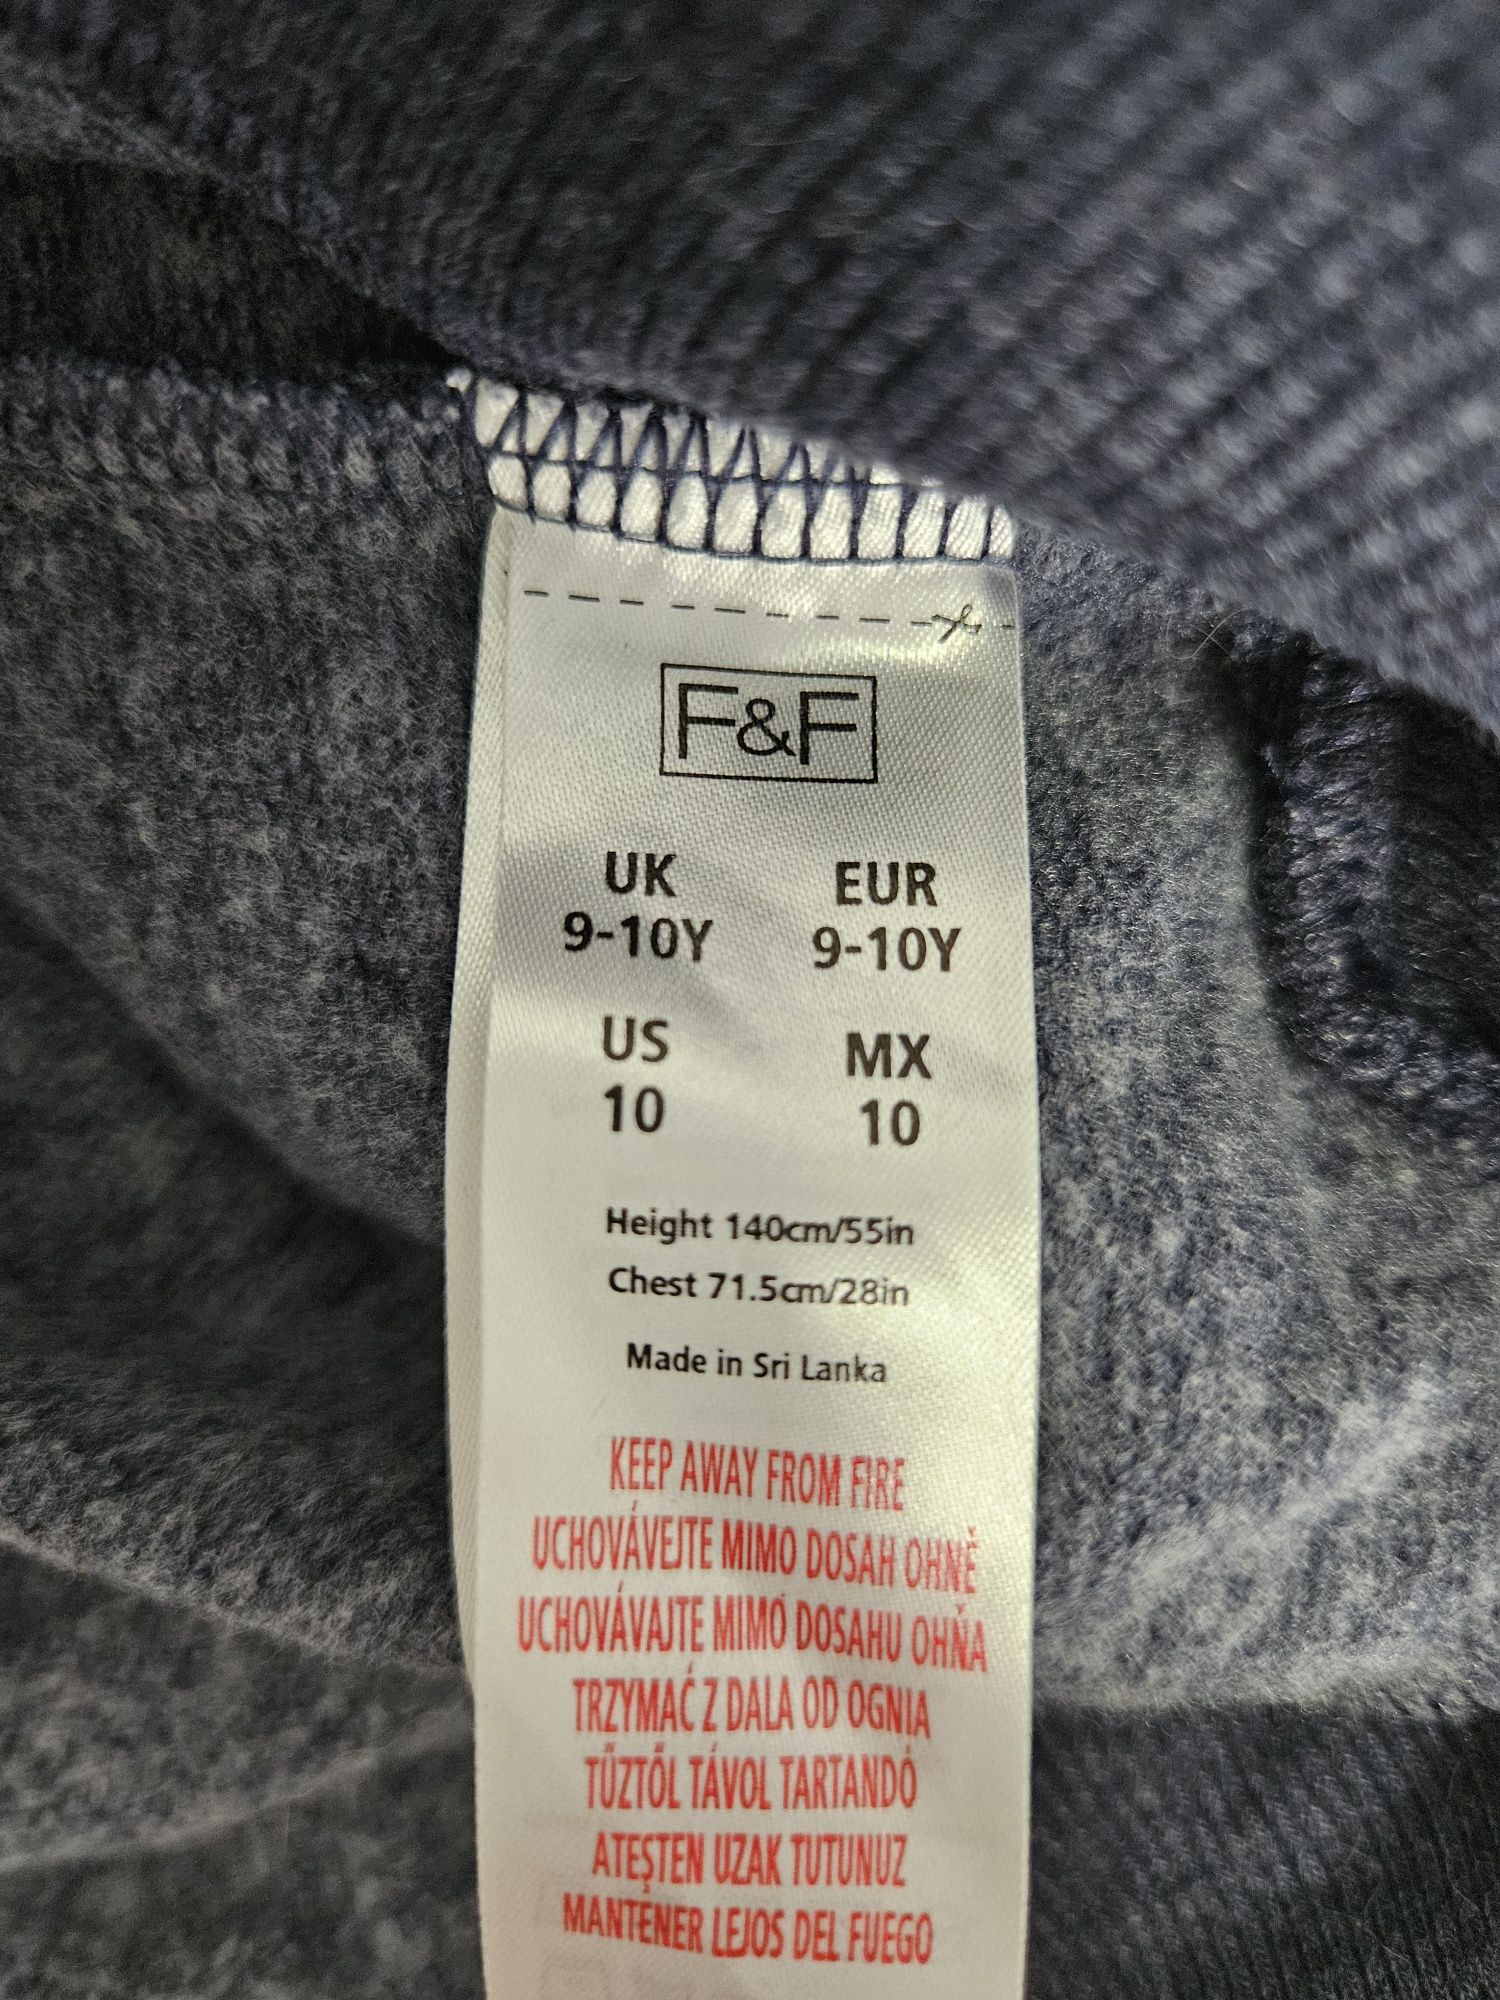 F&F
UK EUR
9-10Y 9-10Y
US MX
10 10
Height 140cm/55in
Chest 71.5cm/28in
Made in Sri Lanka
KEEP AWAY FROM FIRE
UCHOVÁVEJTE MIMO DOSAH OHNĚ
UCHOVÁVAJTE MIMO DOSAHU OHŇA
TRZYMAĆ Z DALA OD OGNIA
TŰZTŐL TÁVOL TARTANDÓ
ATEŞTEN UZAK TUTUNUZ
MANTENER LEJOS DEL FUEGO